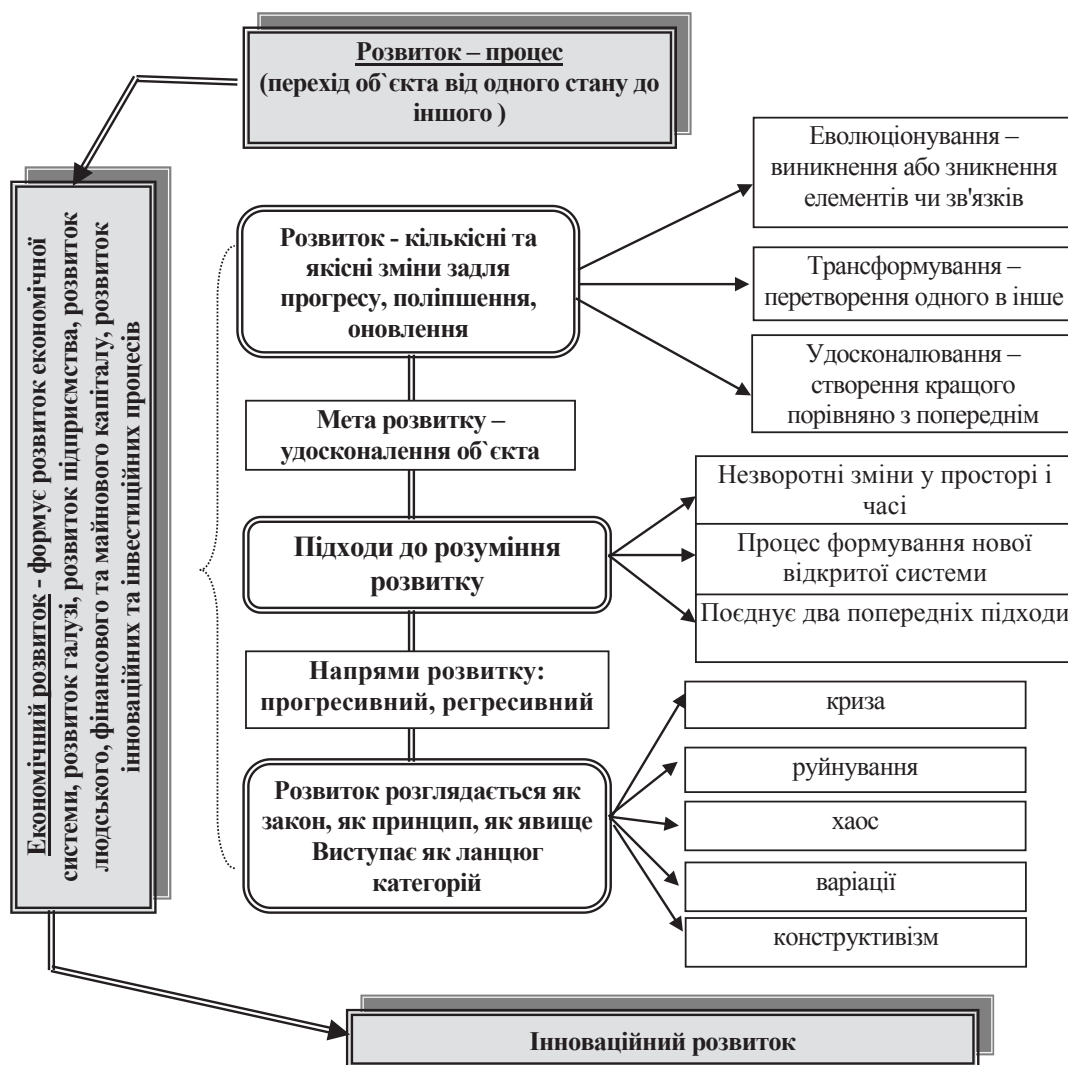 Розвиток – процес
(перехід об`єкта від одного стану до
іншого )
Економічний розвиток - формує розвиток економічної
системи, розвиток галузі, розвиток підприємства, розвиток
людського, фінансового та майнового капіталу, розвиток
інноваційних та інвестиційних процесів
Розвиток - кількісні та
якісні зміни задля
прогресу, поліпшення,
оновлення
Еволюціонування –
виникнення або зникнення
елементів чи зв'язків
Трансформування –
перетворення одного в інше
Удосконалювання –
створення кращого
порівняно з попереднім
Мета розвитку –
удосконалення об`єкта
Підходи до розуміння
розвитку
Незворотні зміни у просторі і
часі
Процес формування нової
відкритої системи
Поєднує два попередніх підходи
Напрями розвитку:
прогресивний, регресивний
Розвиток розглядається як
закон, як принцип, як явище
Виступає як ланцюг
категорій
криза
руйнування
хаос
варіації
конструктивізм
Інноваційний розвиток